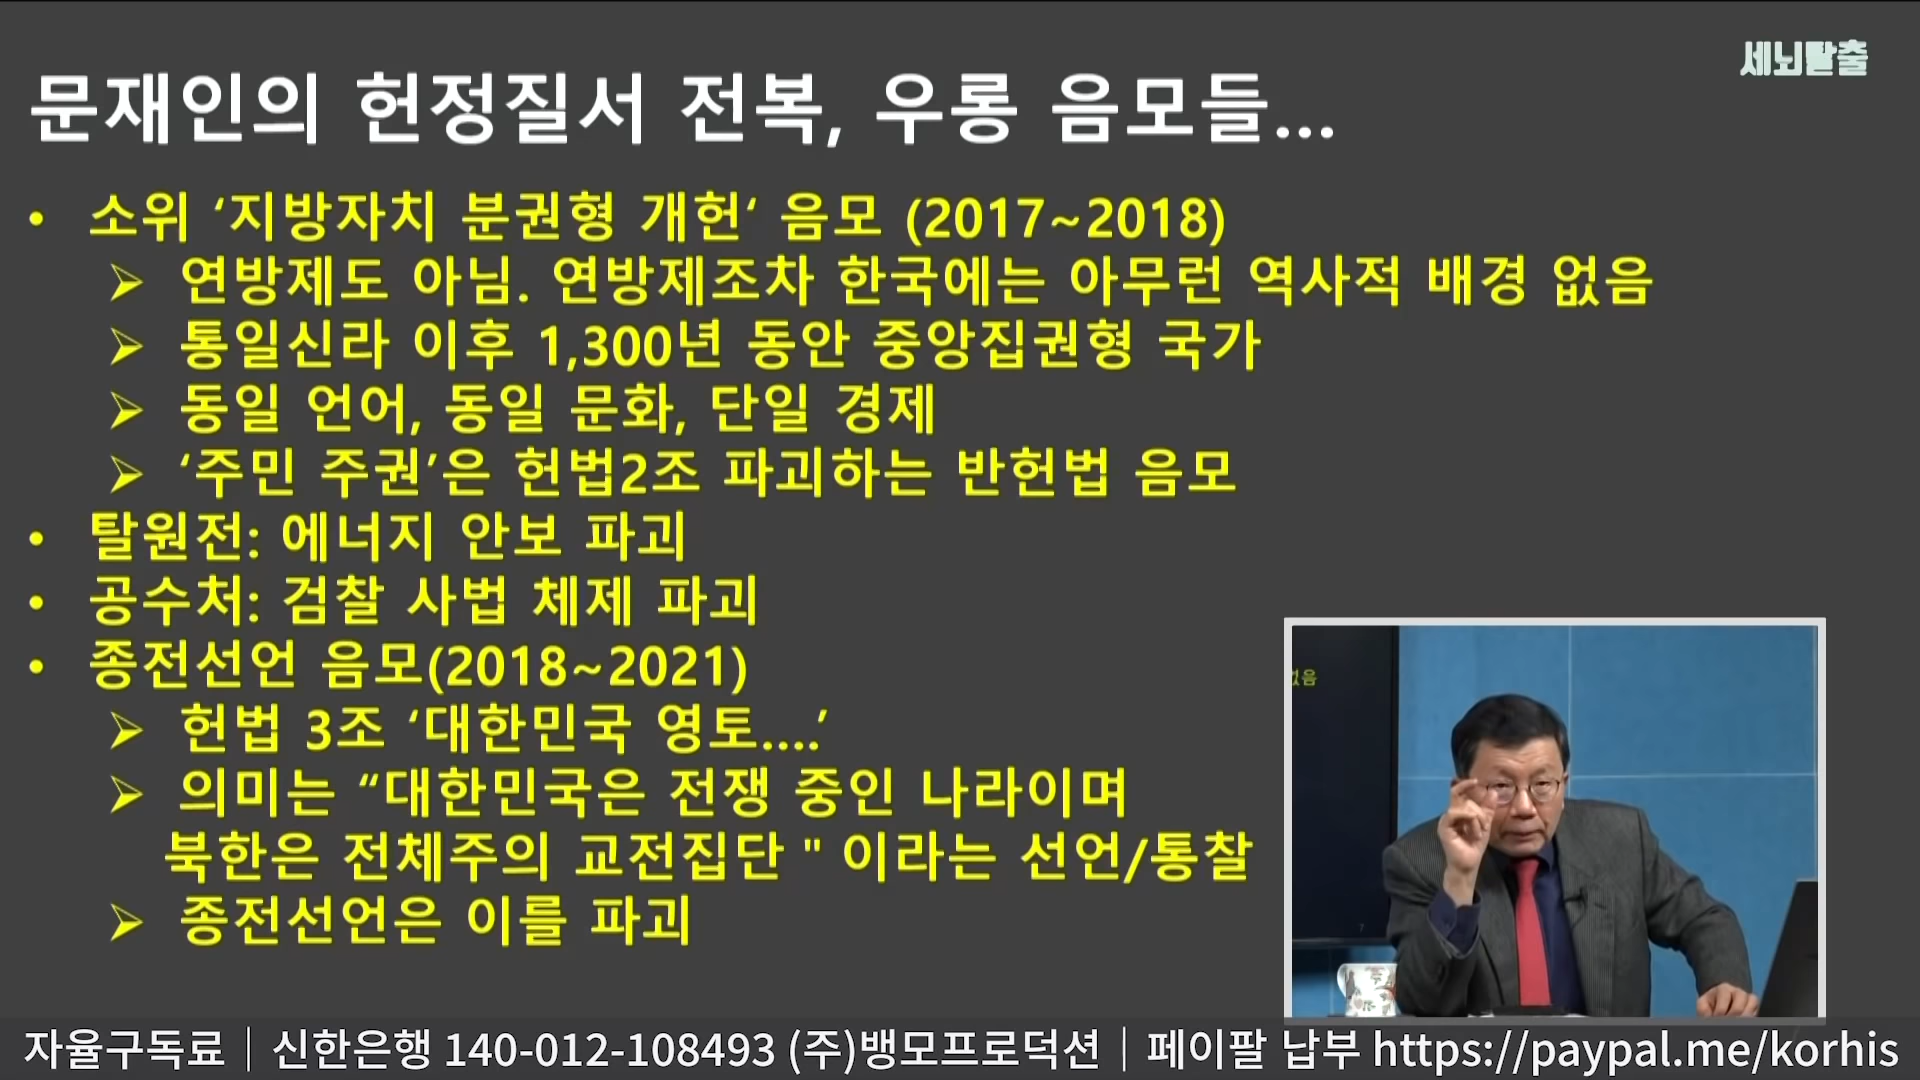 세뇌탈출
문재인의 헌정질서 전복, 우롱 음모들...
• 소위 ‘지방자치 분권형 개헌‘ 음모 (2017~2018)
➢ 연방제도 아님. 연방제조차 한국에는 아무런 역사적 배경 없음
➢ 통일신라 이후 1,300년 동안 중앙집권형 국가
➢ 동일 언어, 동일 문화, 단일 경제
➢ ‘주민 주권’은 헌법2조 파괴하는 반헌법 음모
• 탈원전: 에너지 안보 파괴
• 공수처: 검찰 사법 체제 파괴
• 종전선언 음모(2018~2021)
➢ 헌법 3조 ‘대한민국 영토....’
➢ 의미는 “대한민국은 전쟁 중인 나라이며
북한은 전체주의 교전집단 " 이라는 선언/통찰
➢ 종전선언은 이를 파괴
없음
7
자율구독료│신한은행 140-012-108493 (주)뱅모프로덕션│페이팔 납부 https://paypal.me/korhis